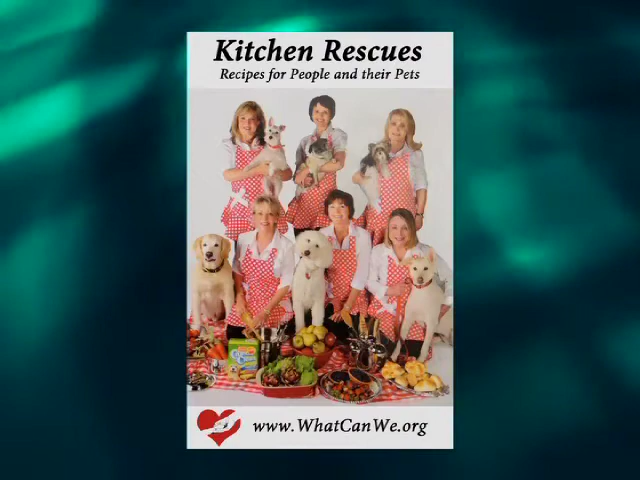 Kitchen Rescues
Recipes for People and their Pets
www.WhatCanWe.org